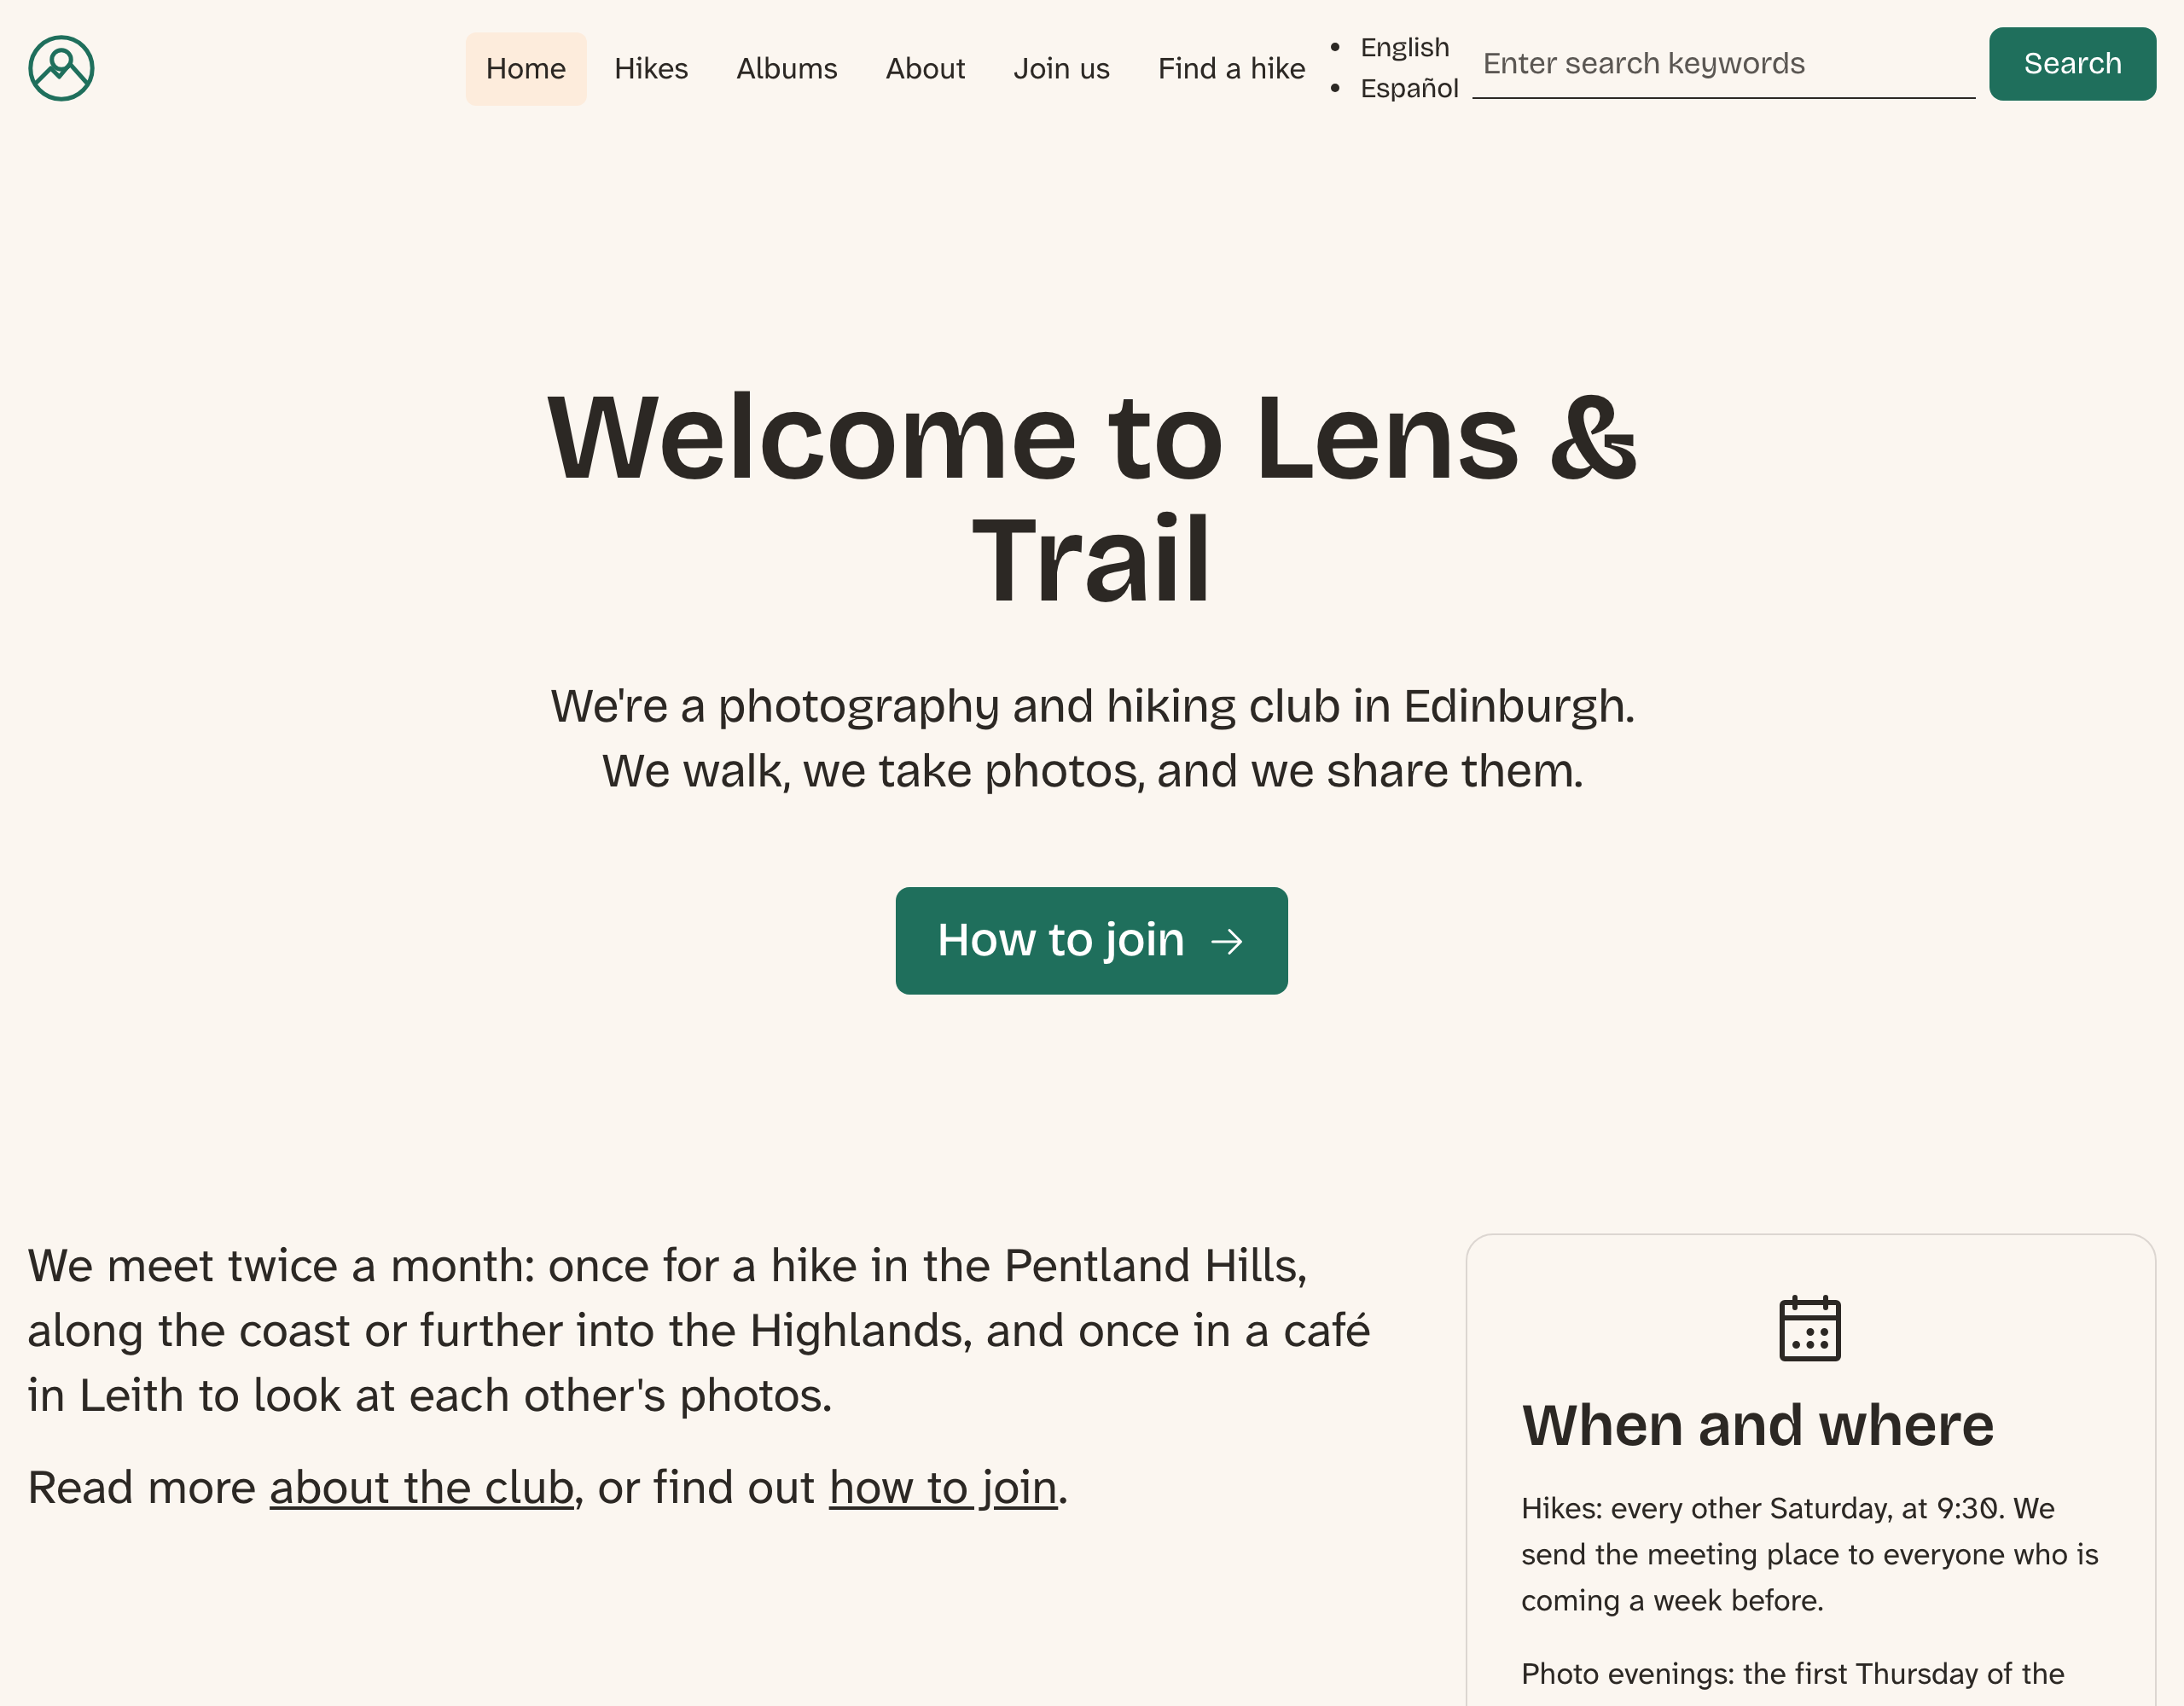 Home Hikes Albums About Join us Find a hike
English
Español
Enter search keywords
Search
Welcome to Lens &
Trail
We're a photography and hiking club in Edinburgh.
We walk, we take photos, and we share them.
How to join
We meet twice a month: once for a hike in the Pentland Hills,
along the coast or further into the Highlands, and once in a café
in Leith to look at each other's photos.
Read more about the club, or find out how to join.
When and where
Hikes: every other Saturday, at 9:30. We
send the meeting place to everyone who is
coming a week before.
Photo evenings: the first Thursday of the